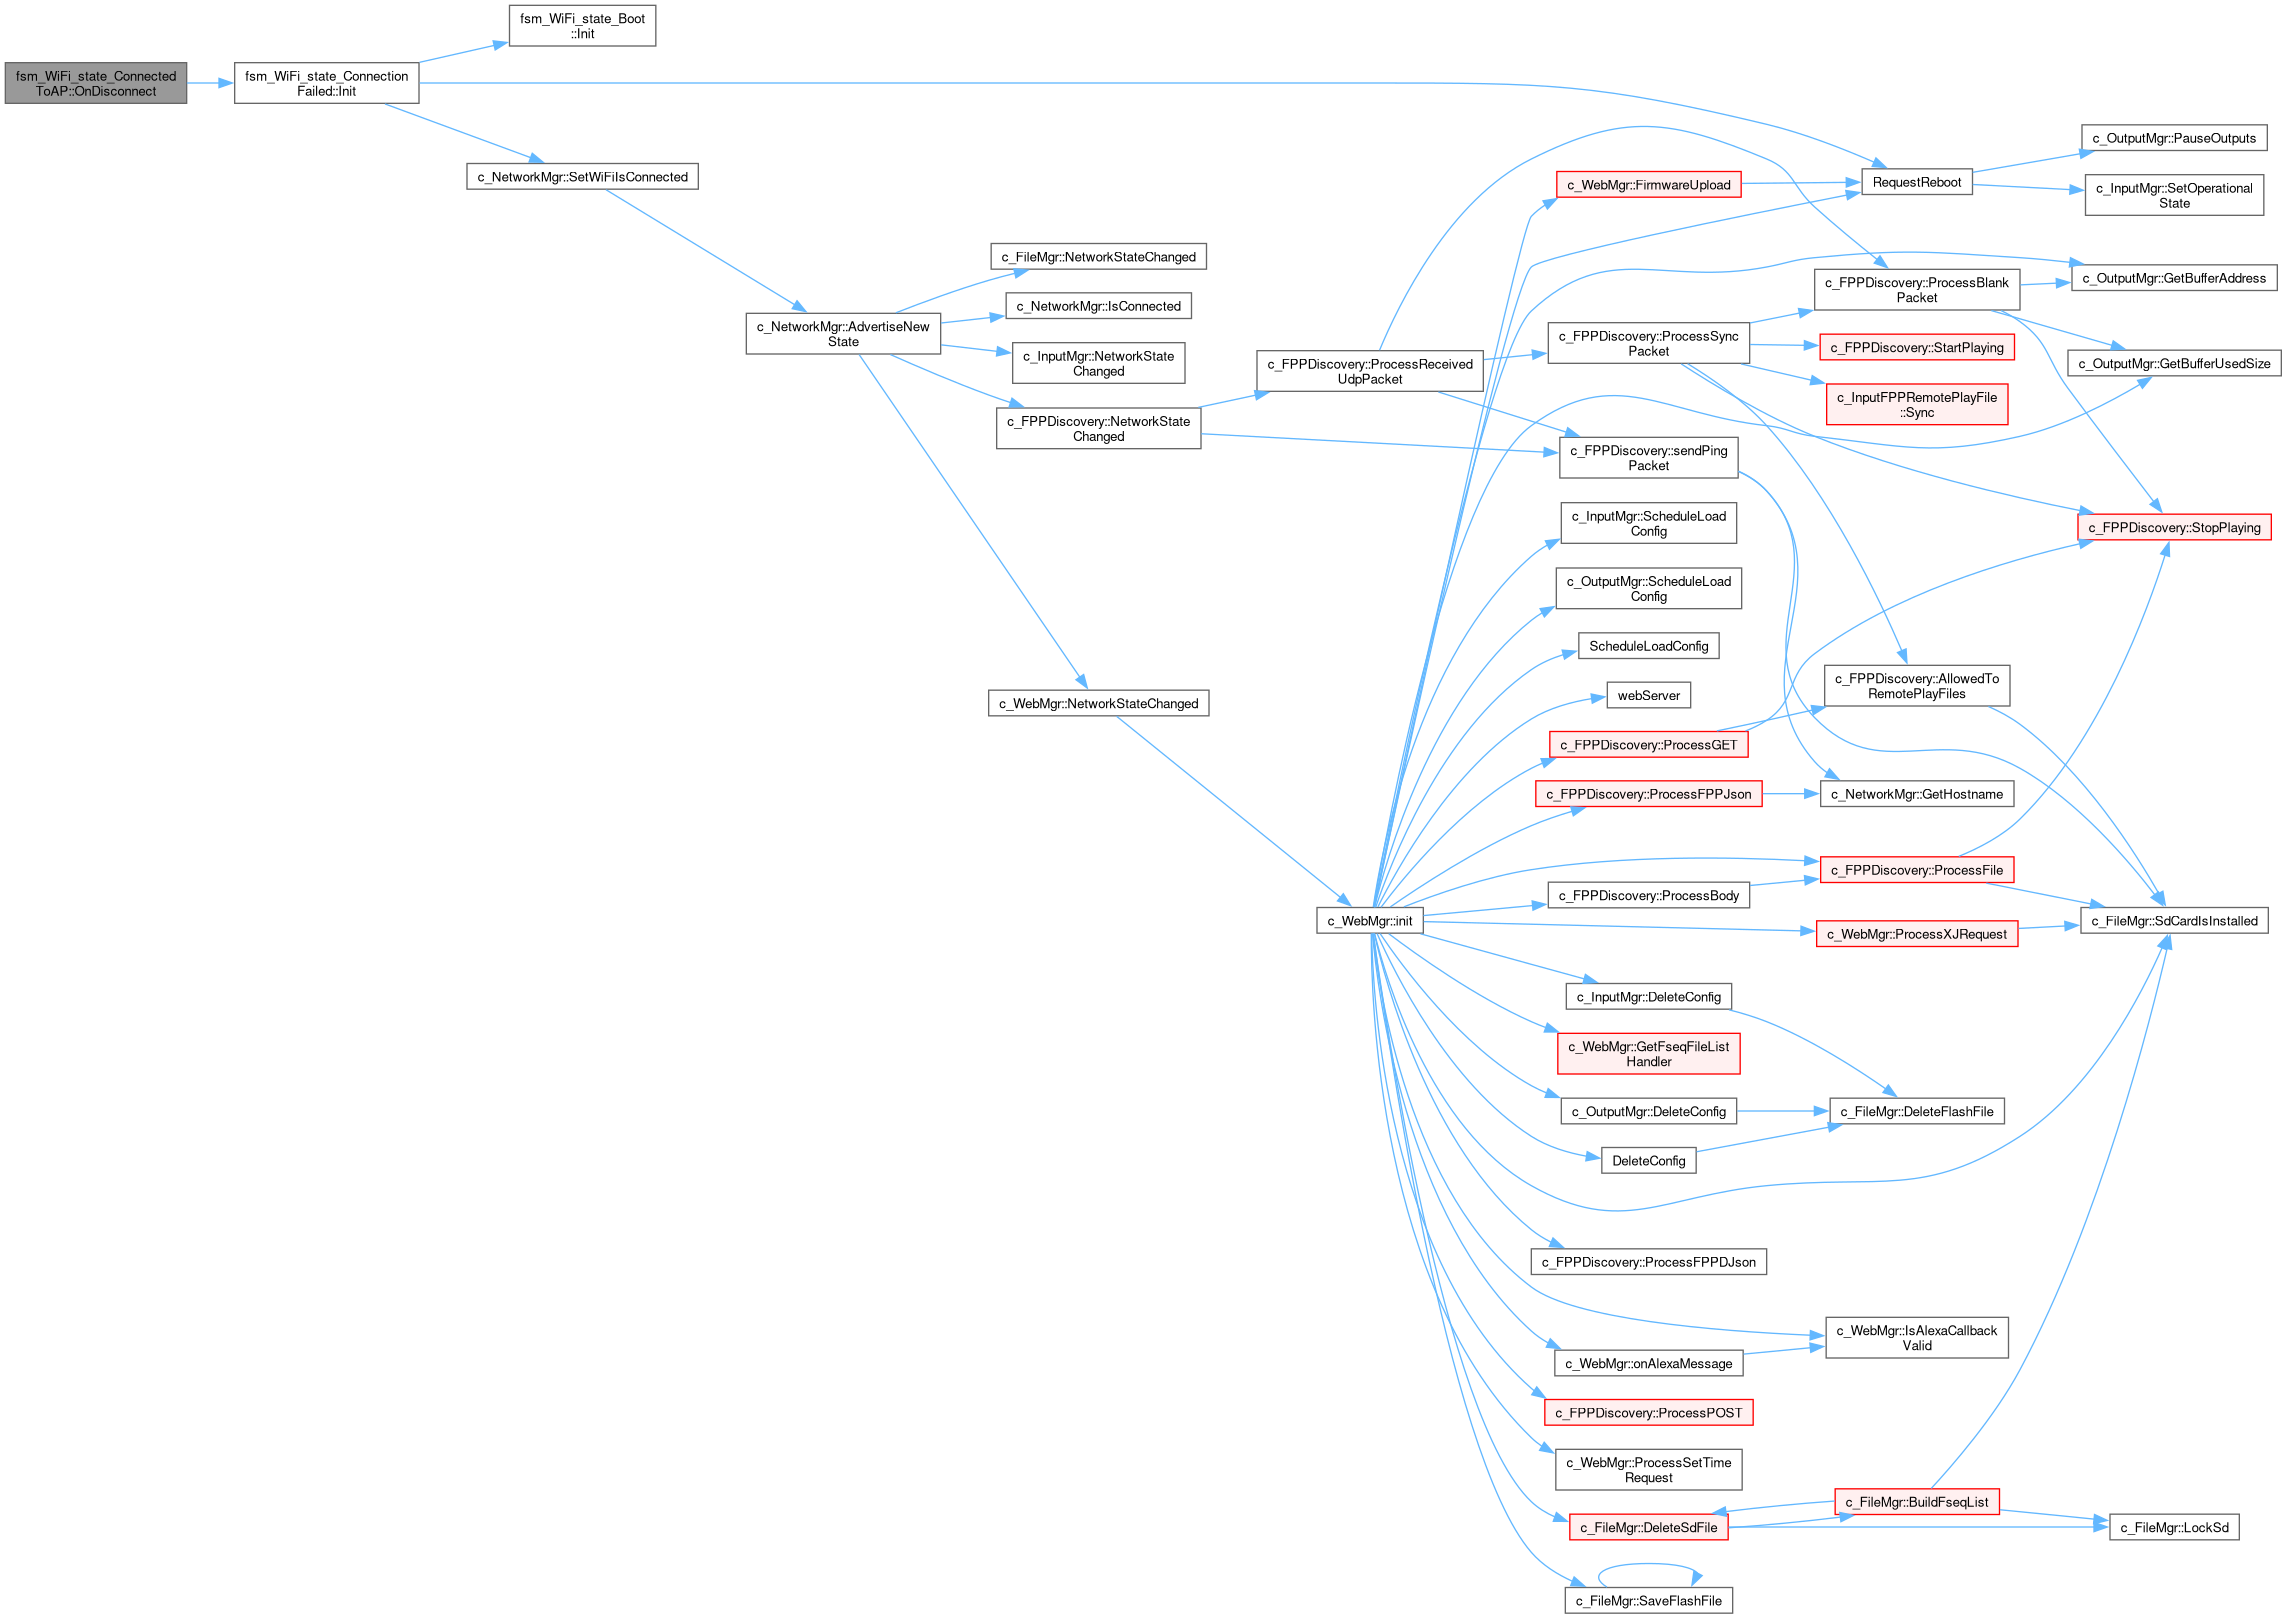 fsm_WiFi_state_Boot
::Init
fsm_WiFi_state_Connected
ToAP::OnDisconnect
fsm_WiFi_state_Connection
Failed::Init
c_NetworkMgr::SetWiFiIsConnected
c_OutputMgr::PauseOutputs
c_WebMgr::FirmwareUpload
RequestReboot
c_InputMgr::SetOperational
State
c_FileMgr::NetworkStateChanged
c_NetworkMgr::IsConnected
c_NetworkMgr::AdvertiseNew
State
c_InputMgr::NetworkState
Changed
c_FPPDiscovery::NetworkState
Changed
c_FPPDiscovery::ProcessReceived
UdpPacket
c_FPPDiscovery::ProcessSync
Packet
c_FPPDiscovery::ProcessBlank
Packet
c_OutputMgr::GetBufferAddress
c_FPPDiscovery::StartPlaying
c_OutputMgr::GetBufferUsedSize
c_InputFPPRemotePlayFile
::Sync
c_FPPDiscovery::sendPing
Packet
c_InputMgr::ScheduleLoad
Config
c_FPPDiscovery::StopPlaying
c_OutputMgr::ScheduleLoad
Config
ScheduleLoadConfig
webServer
c_FPPDiscovery::AllowedTo
RemotePlayFiles
c_WebMgr::NetworkStateChanged
c_FPPDiscovery::ProcessGET
c_FPPDiscovery::ProcessFPPJson
c_NetworkMgr::GetHostname
c_FPPDiscovery::ProcessFile
c_FPPDiscovery::ProcessBody
c_WebMgr::init
c_WebMgr::ProcessXJRequest
c_FileMgr::SdCardIsInstalled
c_InputMgr::DeleteConfig
c_WebMgr::GetFseqFileList
Handler
c_OutputMgr::DeleteConfig
c_FileMgr::DeleteFlashFile
DeleteConfig
c_FPPDiscovery::ProcessFPPDJson
c_WebMgr::IsAlexaCallback
Valid
c_WebMgr::onAlexaMessage
c_FPPDiscovery::ProcessPOST
c_WebMgr::ProcessSetTime
Request
c_FileMgr::BuildFseqList
c_FileMgr::DeleteSdFile
c_FileMgr::LockSd
c_FileMgr::SaveFlashFile